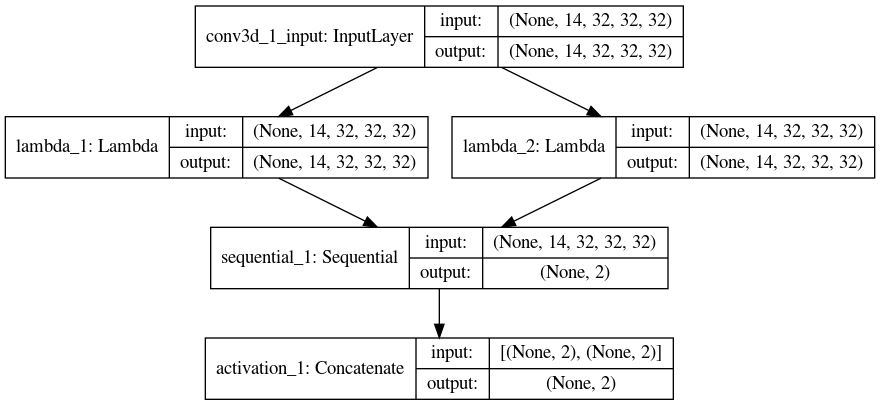 conv3d_1_input: InputLayer
input: (None, 14, 32, 32, 32)
output: (None, 14, 32, 32, 32)
lambda_1: Lambda
input: (None, 14, 32, 32, 32)
output: (None, 14, 32, 32, 32)
lambda_2: Lambda
input: (None, 14, 32, 32, 32)
output: (None, 14, 32, 32, 32)
sequential_1: Sequential
input: (None, 14, 32, 32, 32)
output: (None, 2)
activation_1: Concatenate
input: [(None, 2), (None, 2)]
output: (None, 2)